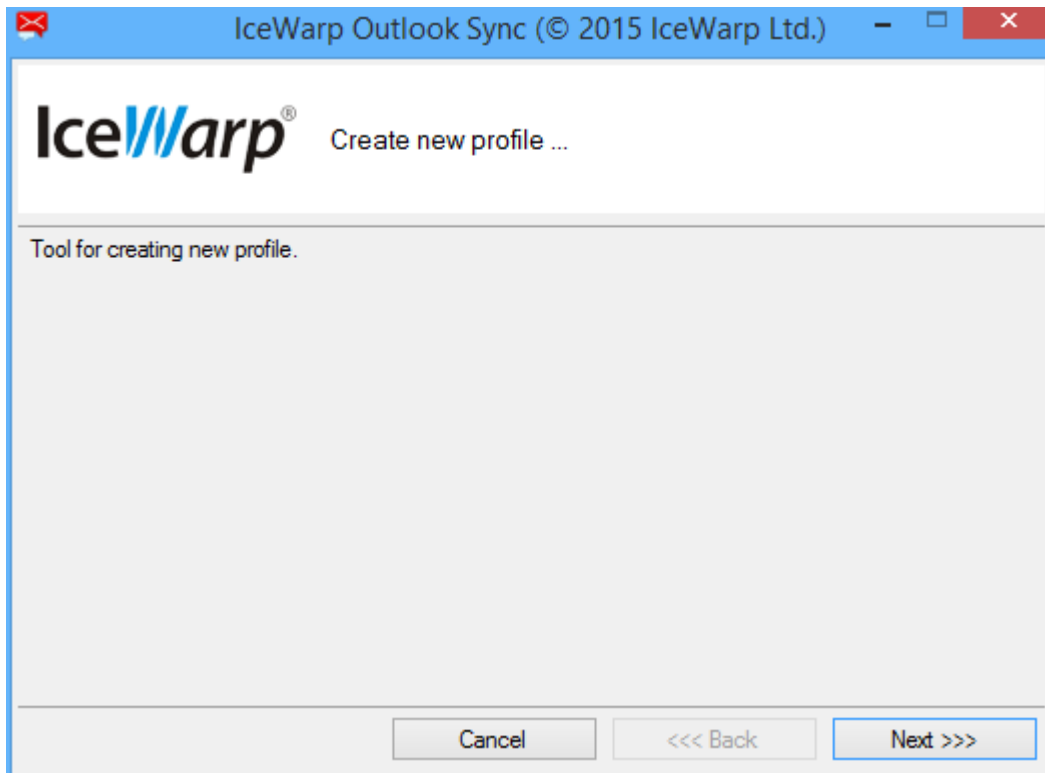 IceWarp Outlook Sync (© 2015 IceWarp Ltd.)
IceWarp®
Create new profile ...
Tool for creating new profile.
Cancel
<<< Back
Next >>>